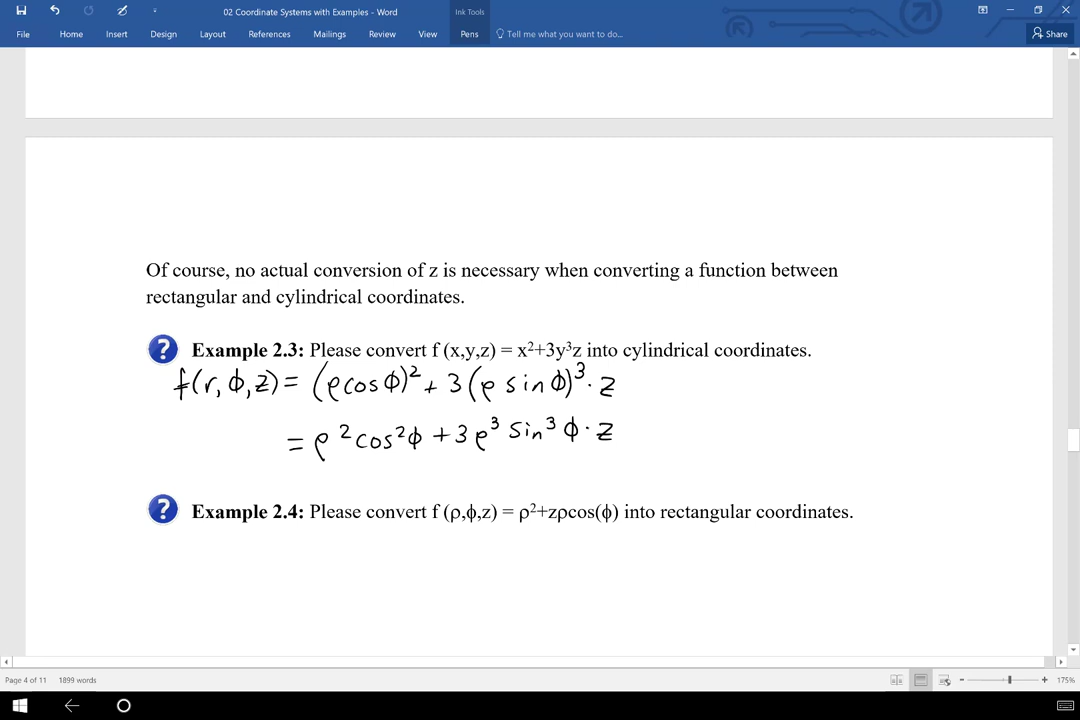 02 Coordinate Systems with Examples - Word
Ink Tools
File Home Insert Design Layout References Mailings Review View Pens Tell me what you want to do... Share
Of course, no actual conversion of z is necessary when converting a function between
rectangular and cylindrical coordinates.
? Example 2.3: Please convert f (x,y,z) = x²+3y³z into cylindrical coordinates.
f(r, ϕ, z) = (ρ cos ϕ)² + 3 (ρ sin ϕ)³ · z
= ρ² cos² ϕ + 3 ρ³ sin³ ϕ · z
? Example 2.4: Please convert f (ρ,ϕ,z) = ρ²+zρcos(ϕ) into rectangular coordinates.
Page 4 of 11 1899 words 175%